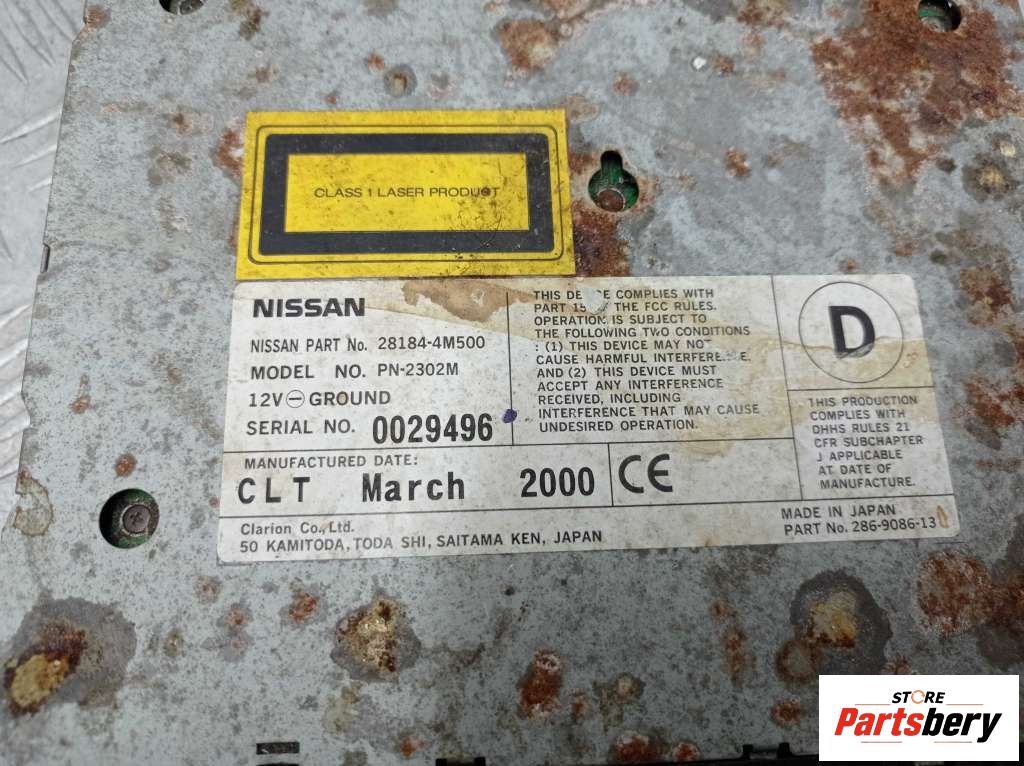 CLASS 1 LASER PRODUCT
NISSAN
NISSAN PART No. 28184-4M500
MODEL NO. PN-2302M
12V⊖GROUND
SERIAL NO. 0029496
THIS DEVICE COMPLIES WITH
PART 15 THE FCC RULES.
OPERATION IS SUBJECT TO
THE FOLLOWING TWO CONDITIONS
: (1) THIS DEVICE MAY NOT
CAUSE HARMFUL INTERFERENCE,
AND (2) THIS DEVICE MUST
ACCEPT ANY INTERFERENCE
RECEIVED, INCLUDING
INTERFERENCE THAT MAY CAUSE
UNDESIRED OPERATION.
D
THIS PRODUCTION
COMPLIES WITH
DHHS RULES 21
CFR SUBCHAPTER
J APPLICABLE
AT DATE OF
MANUFACTURE.
MANUFACTURED DATE:
CLT March 2000
CE
Clarion Co., Ltd.
50 KAMITODA, TODA SHI, SAITAMA KEN, JAPAN
MADE IN JAPAN
PART No. 286-9086-13
STORE
Partsbery